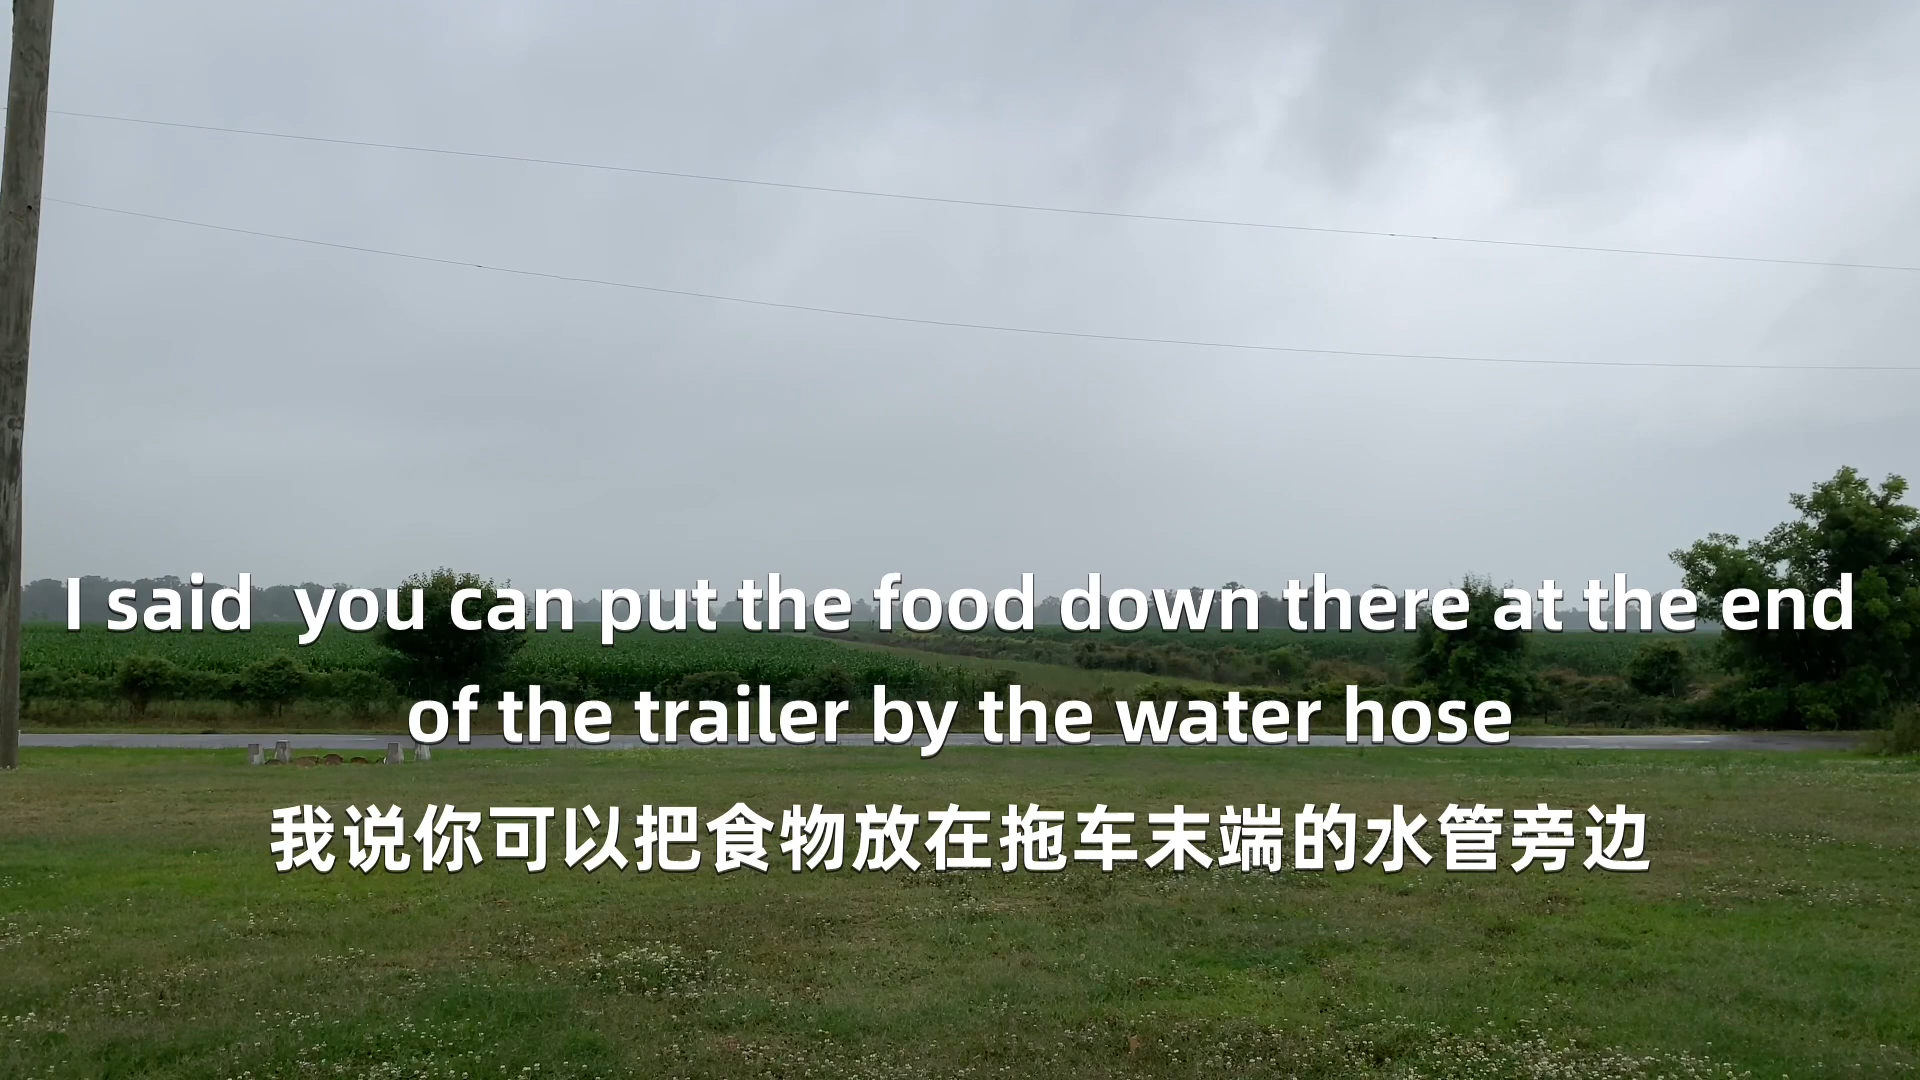 I said  you can put the food down there at the end
of the trailer by the water hose
我说你可以把食物放在拖车末端的水管旁边